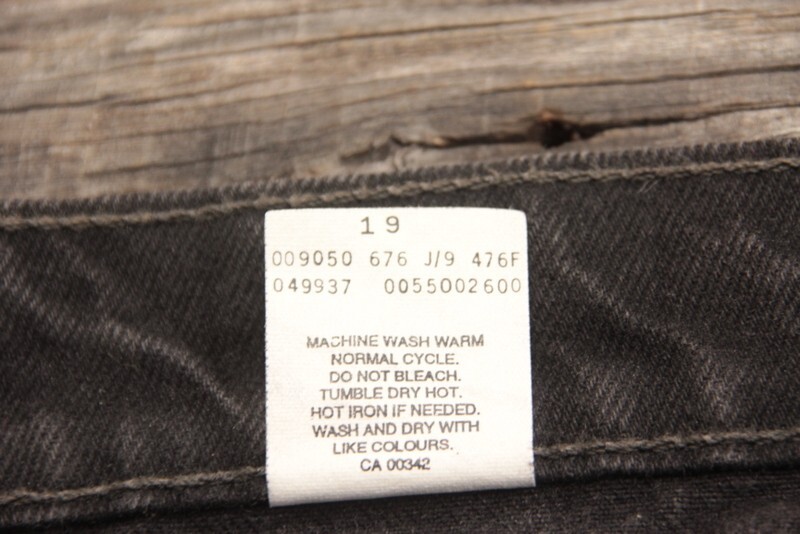 19
009050 676 J/9 476F
049937 0055002600
MACHINE WASH WARM
NORMAL CYCLE.
DO NOT BLEACH.
TUMBLE DRY HOT.
HOT IRON IF NEEDED.
WASH AND DRY WITH
LIKE COLOURS.
CA 00342